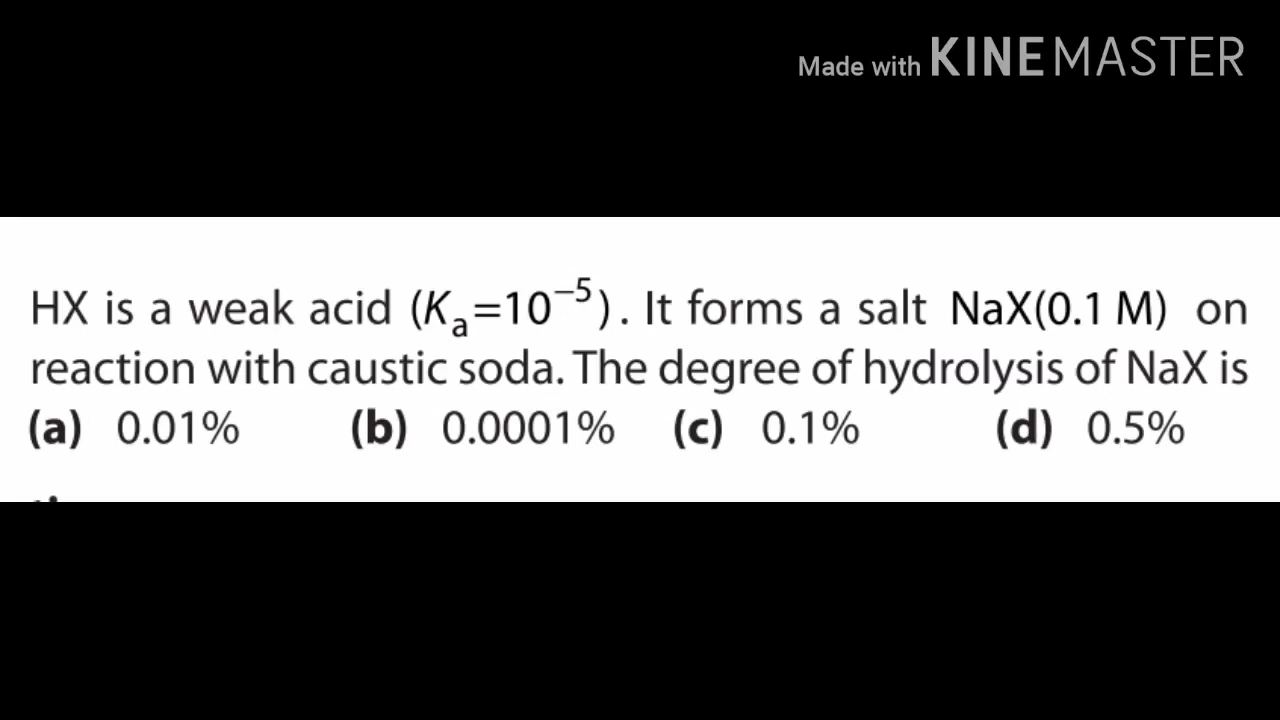 Made with KINEMASTER
HX is a weak acid (Kₐ=10⁻⁵). It forms a salt NaX(0.1 M) on
reaction with caustic soda. The degree of hydrolysis of NaX is
(a) 0.01% (b) 0.0001% (c) 0.1% (d) 0.5%